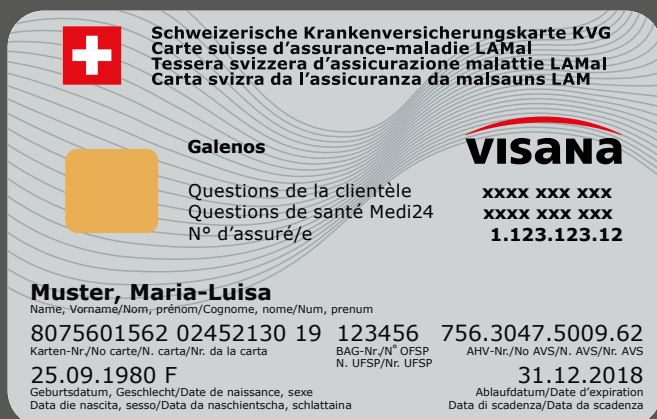 Schweizerische Krankenversicherungskarte KVG
Carte suisse d'assurance-maladie LAMal
Tessera svizzera d'assicurazione malattie LAMal
Carta svizra da l'assicuranza da malsauns LAM
Galenos
visana
Questions de la clientèle xxxx xxx xxx
Questions de santé Medi24 xxxx xxx xxx
N° d'assuré/e 1.123.123.12
Muster, Maria-Luisa
Name, Vorname/Nom, prénom/Cognome, nome/Num, prenum
8075601562 02452130 19 123456 756.3047.5009.62
Karten-Nr./No carte/N. carta/Nr. da la carta BAG-Nr./N° OFSP AHV-Nr./No AVS/N. AVS/Nr. AVS
N. UFSP/Nr. UFSP
25.09.1980 F 31.12.2018
Geburtsdatum, Geschlecht/Date de naissance, sexe Ablaufdatum/Date d'expiration
Data die nascita, sesso/Data da naschientscha, schlattaina Data di scadenza/Data da scadenza